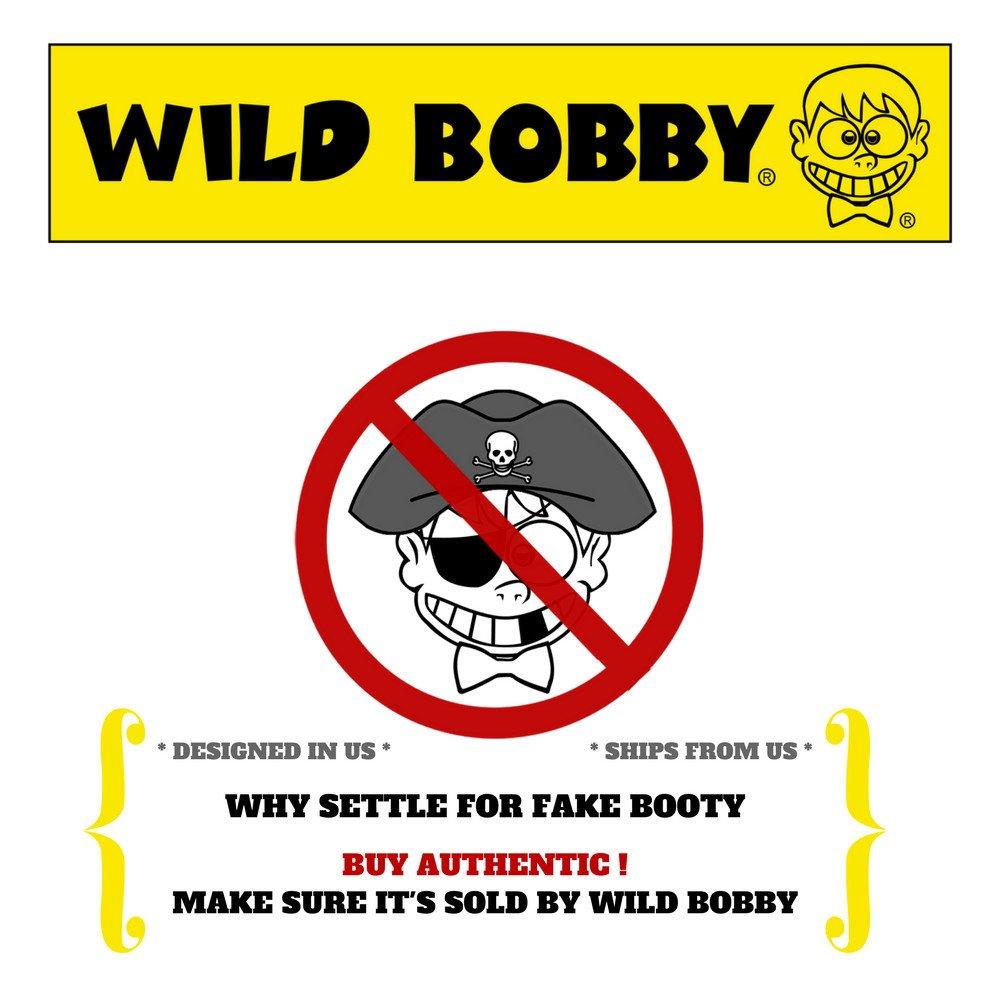 WILD BOBBY®
®
* DESIGNED IN US * * SHIPS FROM US *
WHY SETTLE FOR FAKE BOOTY
BUY AUTHENTIC !
MAKE SURE IT'S SOLD BY WILD BOBBY